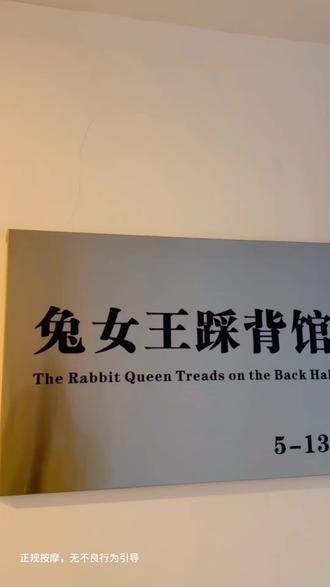 兔女王踩背馆
The Rabbit Queen Treads on the Back Hal
5-13
正规按摩，无不良行为引导